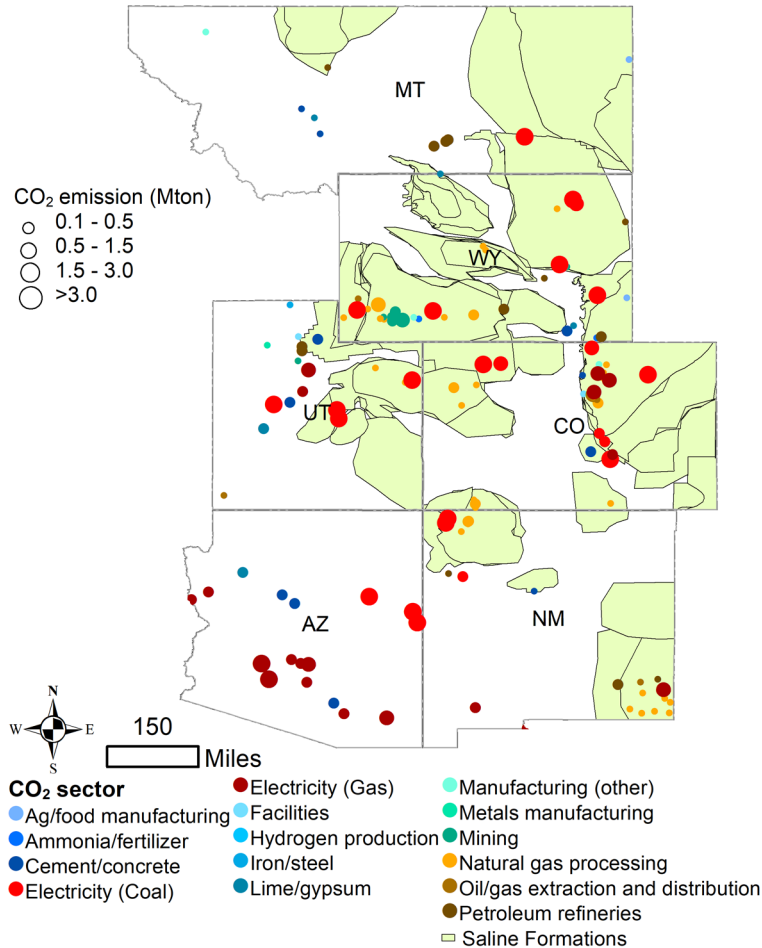 MT
CO₂ emission (Mton)
0.1 - 0.5
0.5 - 1.5
1.5 - 3.0
>3.0
WY
UT
CO
AZ
NM
N
W E
S
150
Miles
CO₂ sector
Ag/food manufacturing
Ammonia/fertilizer
Cement/concrete
Electricity (Coal)
Electricity (Gas)
Facilities
Hydrogen production
Iron/steel
Lime/gypsum
Manufacturing (other)
Metals manufacturing
Mining
Natural gas processing
Oil/gas extraction and distribution
Petroleum refineries
Saline Formations